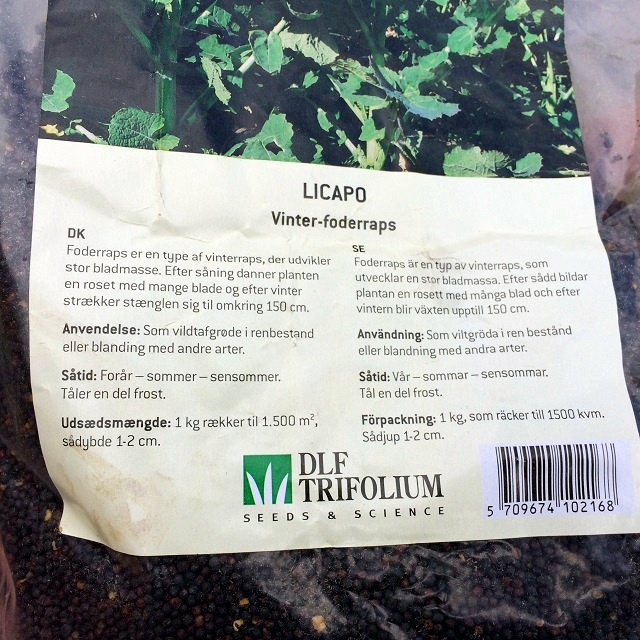 LICAPO
Vinter-foderraps
DK
Foderraps er en type af vinterraps, der udvikler
stor bladmasse. Efter såning danner planten
en roset med mange blade og efter vinter
strækker stænglen sig til omkring 150 cm.
Anvendelse: Som vildtafgrøde i renbestand
eller blanding med andre arter.
Såtid: Forår – sommer – sensommer.
Tåler en del frost.
Udsædsmængde: 1 kg rækker til 1.500 m²,
sådybde 1-2 cm.
SE
Foderraps är en typ av vinterraps, som
utvecklar en stor bladmassa. Efter sådd bildar
plantan en rosett med många blad och efter
vintern blir växten upptill 150 cm.
Användning: Som viltgröda i ren bestånd
eller blandning med andra arter.
Såtid: Vår – sommar – sensommar.
Tål en del frost.
Förpackning: 1 kg, som räcker till 1500 kvm.
Sådjup 1-2 cm.
DLF
TRIFOLIUM
SEEDS & SCIENCE
5 709674 102168